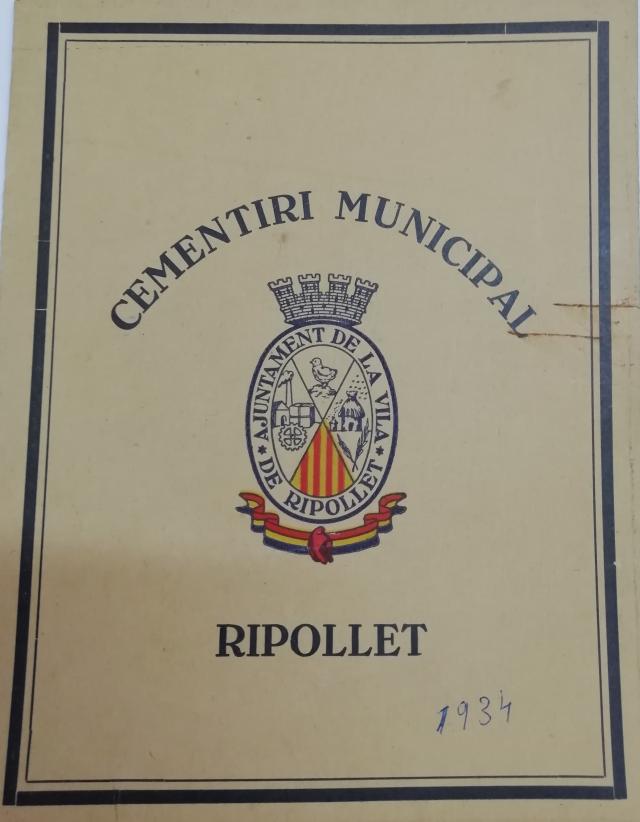 CEMENTIRI MUNICIPAL
* AJUNTAMENT DE LA VILA *
DE RIPOLLET
RIPOLLET
1934